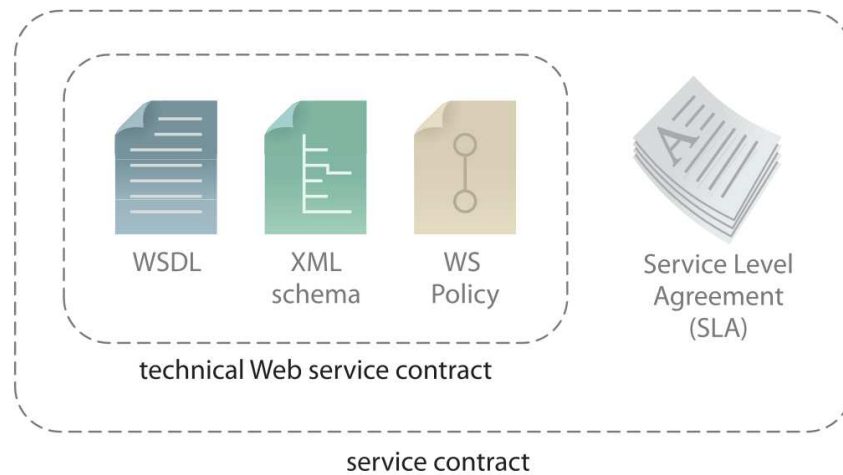 WSDL
XML
schema
WS
Policy
Service Level
Agreement
(SLA)
A
technical Web service contract
service contract